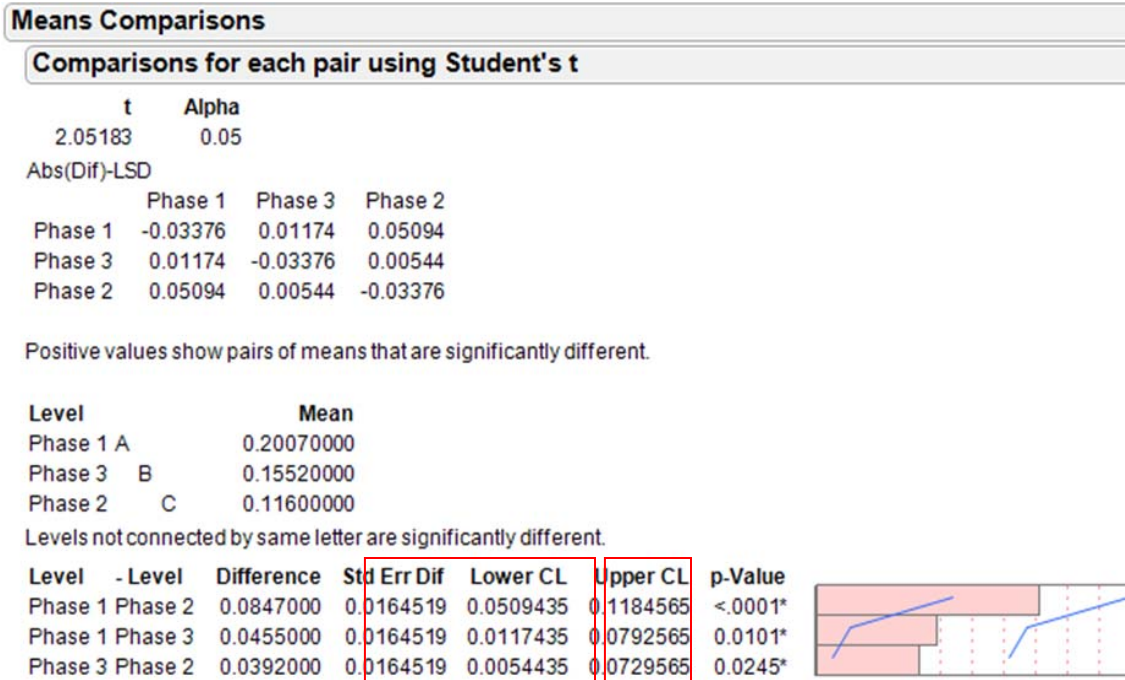 Means Comparisons
Comparisons for each pair using Student's t
t Alpha
2.05183 0.05
Abs(Dif)-LSD
Phase 1 Phase 3 Phase 2
Phase 1 -0.03376 0.01174 0.05094
Phase 3 0.01174 -0.03376 0.00544
Phase 2 0.05094 0.00544 -0.03376
Positive values show pairs of means that are significantly different.
Level Mean
Phase 1 A 0.20070000
Phase 3 B 0.15520000
Phase 2 C 0.11600000
Levels not connected by same letter are significantly different.
Level - Level Difference Std Err Dif Lower CL Upper CL p-Value
Phase 1 Phase 2 0.0847000 0.0164519 0.0509435 0.1184565 <.0001*
Phase 1 Phase 3 0.0455000 0.0164519 0.0117435 0.0792565 0.0101*
Phase 3 Phase 2 0.0392000 0.0164519 0.0054435 0.0729565 0.0245*